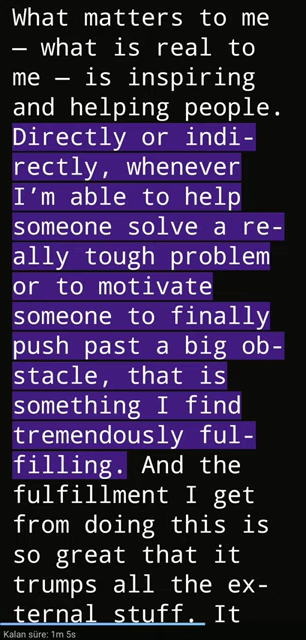 What matters to me
— what is real to
me — is inspiring
and helping people.
Directly or indi-
rectly, whenever
I’m able to help
someone solve a re-
ally tough problem
or to motivate
someone to finally
push past a big ob-
stacle, that is
something I find
tremendously ful-
filling. And the
fulfillment I get
from doing this is
so great that it
trumps all the ex-
ternal stuff. It
Kalan süre: 1m 5s